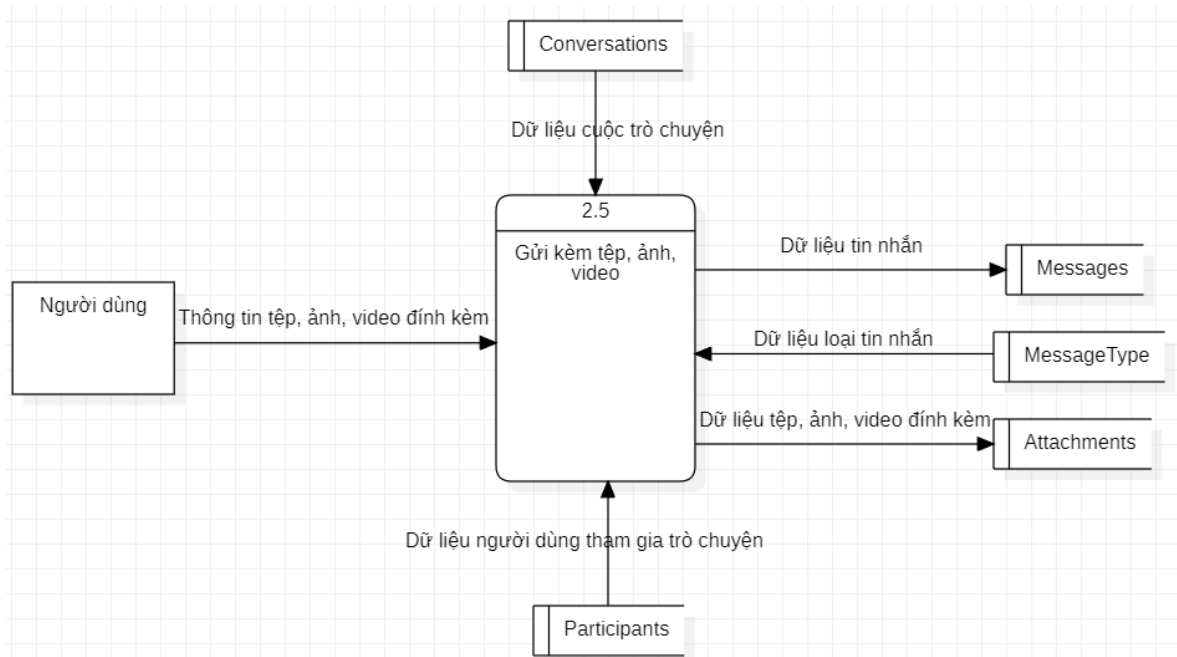 Conversations
Dữ liệu cuộc trò chuyện
2.5
Gửi kèm tệp, ảnh,
video
Dữ liệu tin nhắn
Messages
Người dùng
Thông tin tệp, ảnh, video đính kèm
Dữ liệu loại tin nhắn
MessageType
Dữ liệu tệp, ảnh, video đính kèm
Attachments
Dữ liệu người dùng tham gia trò chuyện
Participants